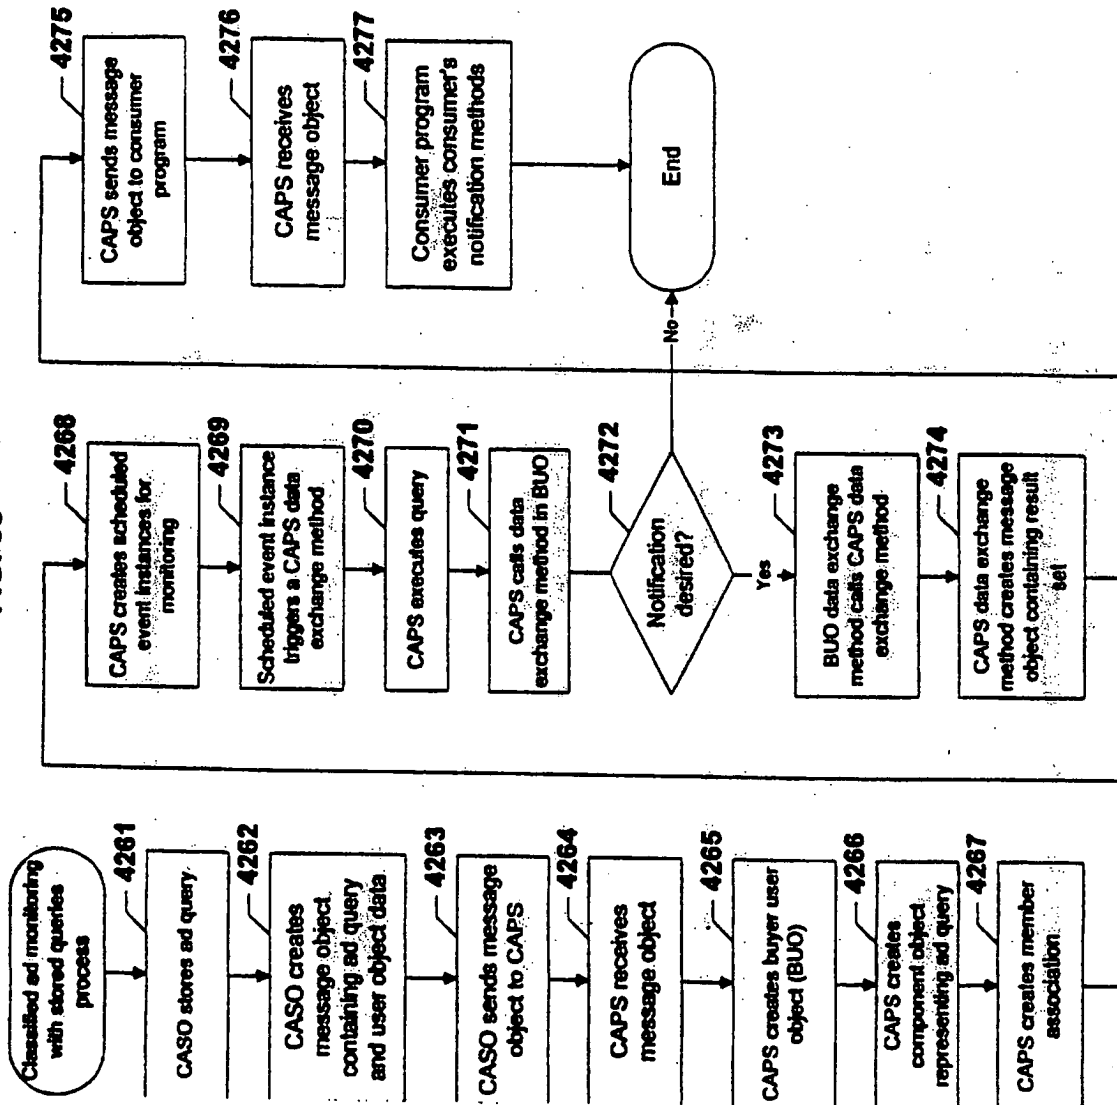 Classified ad monitoring
with stored queries
process
4261
CASO stores ad query
4262
CASO creates
message object
containing ad query
and user object data
4263
CASO sends message
object to CAPS
4264
CAPS receives
message object
4265
CAPS creates buyer user
object (BUO)
4266
CAPS creates
component object
representing ad query
4267
CAPS creates member
association
4268
CAPS creates scheduled
event instances for
monitoring
4269
Scheduled event instance
triggers a CAPS data
exchange method
4270
CAPS executes query
4271
CAPS calls data
exchange method in BUO
4272
Notification
desired?
No
Yes
4273
BUO data exchange
method calls CAPS data
exchange method
4274
CAPS data exchange
method creates message
object containing result
set
4275
CAPS sends message
object to consumer
program
4276
CAPS receives
message object
4277
Consumer program
executes consumer's
notification methods
End